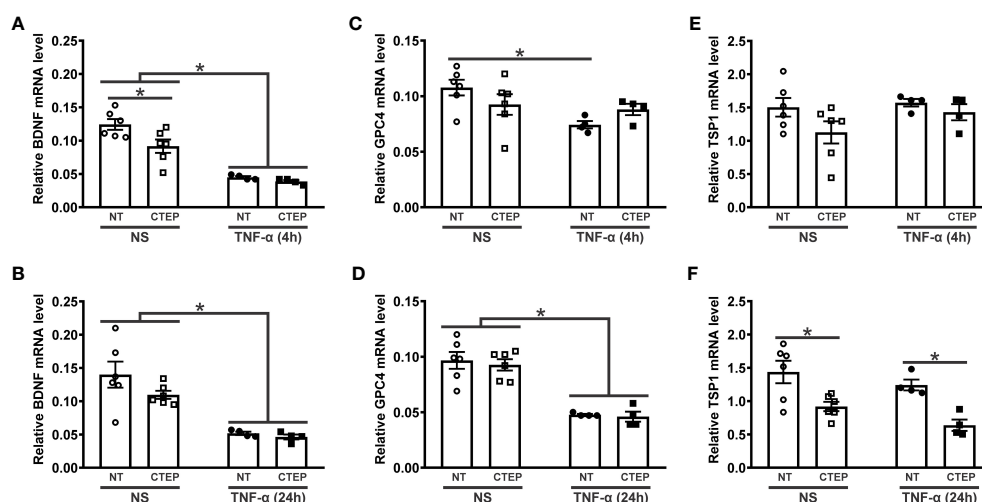 A
Relative BDNF mRNA level
0.25
0.20
0.15
0.10
0.05
0.00
*
*
NT CTEP NT CTEP
NS TNF-α (4h)
C
Relative GPC4 mRNA level
0.15
0.10
0.05
0.00
*
NT CTEP NT CTEP
NS TNF-α (4h)
E
Relative TSP1 mRNA level
2.5
2.0
1.5
1.0
1.5
0.0
NT CTEP NT CTEP
NS TNF-α (4h)
B
Relative BDNF mRNA level
0.25
0.20
0.15
0.10
0.05
0.00
*
NT CTEP NT CTEP
NS TNF-α (24h)
D
Relative GPC4 mRNA level
0.15
0.10
0.05
0.00
*
NT CTEP NT CTEP
NS TNF-α (24h)
F
Relative TSP1 mRNA level
2.5
2.0
1.5
1.0
1.5
0.0
*
*
NT CTEP NT CTEP
NS TNF-α (24h)